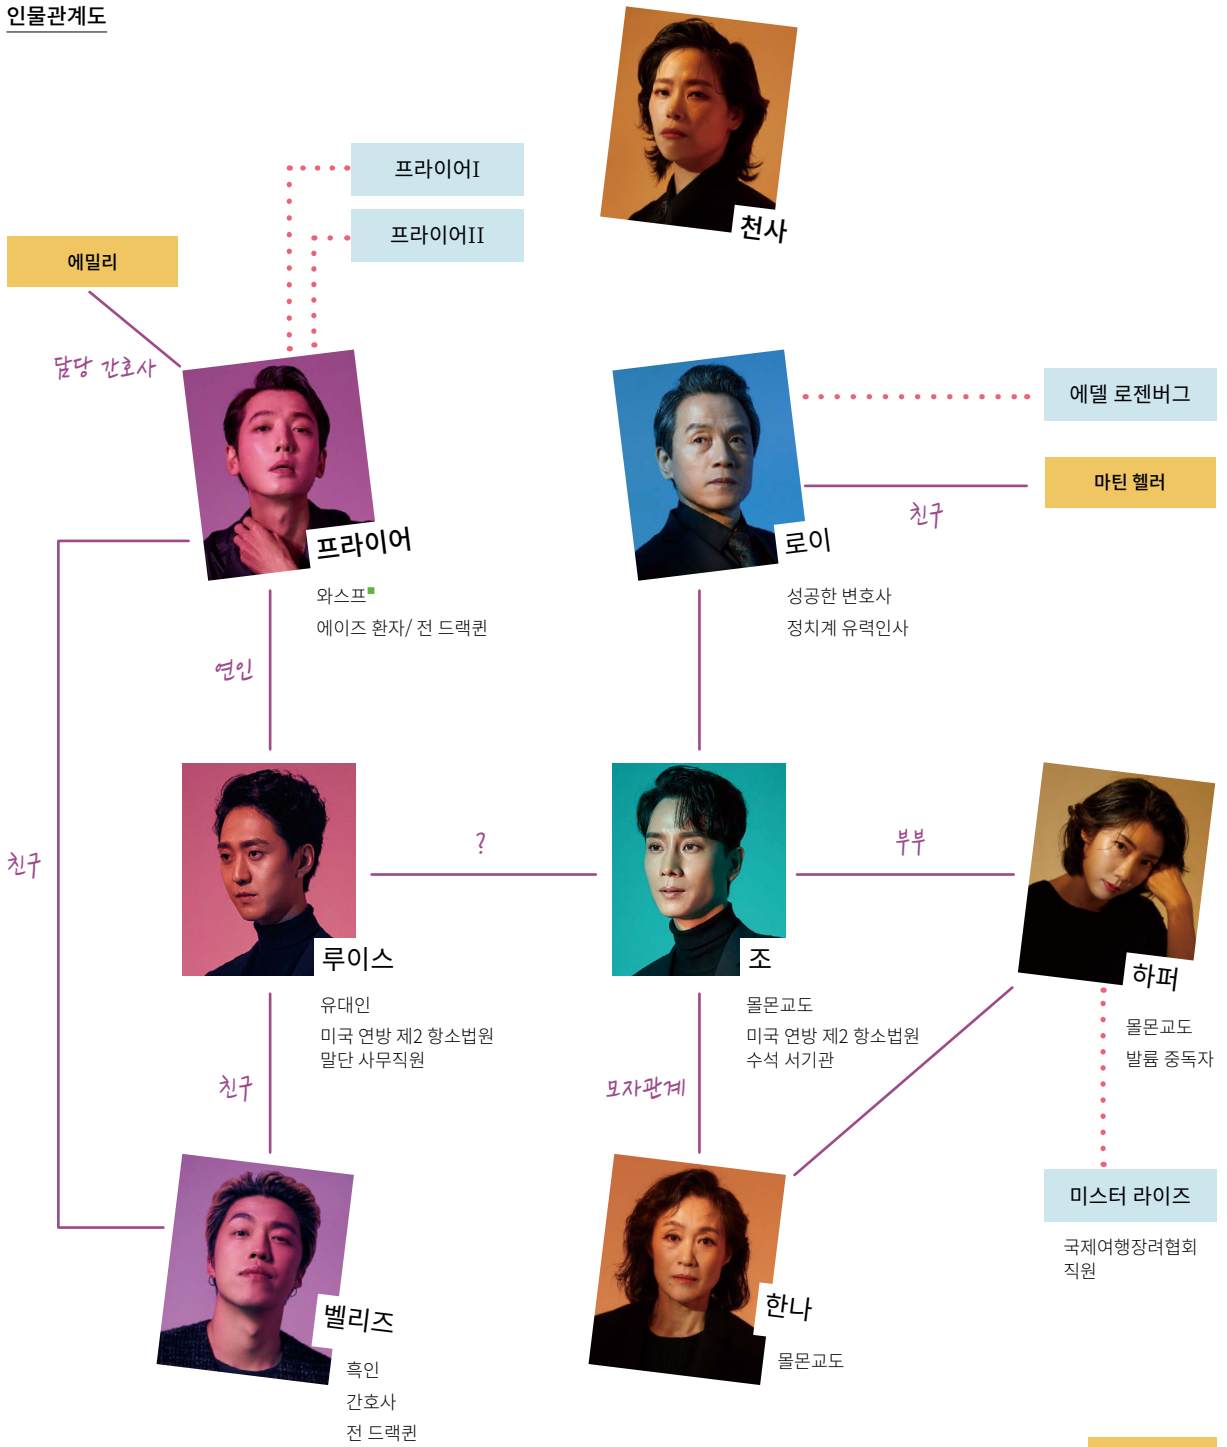 인물관계도
천사
프라이어I
프라이어II
에밀리
담당 간호사
프라이어
와스프
에이즈 환자/ 전 드랙퀸
로이
성공한 변호사
정치계 유력인사
에델 로젠버그
마틴 헬러
친구
연인
친구
?
부부
루이스
유대인
미국 연방 제2 항소법원
말단 사무직원
조
몰몬교도
미국 연방 제2 항소법원
수석 서기관
하퍼
몰몬교도
발륨 중독자
친구
모자관계
미스터 라이즈
국제여행장려협회
직원
벨리즈
흑인
간호사
전 드랙퀸
한나
몰몬교도